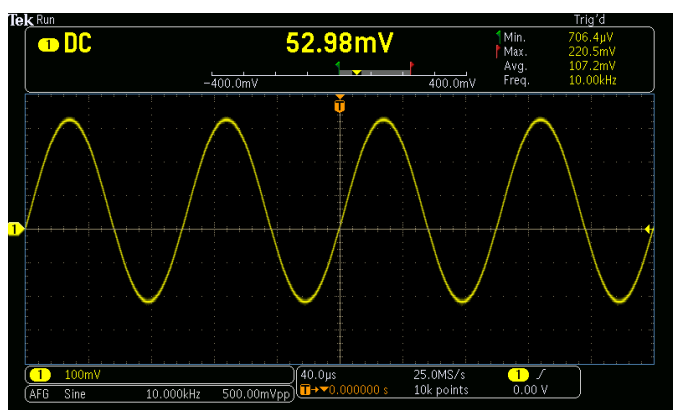 Tek Run Trig'd
1 DC 52.98mV
1 Min. 706.4µV
Max. 220.5mV
Avg. 107.2mV
Freq. 10.00kHz
-400.0mV 400.0mV
T
1
1 100mV
40.0µs 25.0MS/s 1
T→▼0.000000 s 10k points 0.00 V
AFG Sine 10.000kHz 500.00mVpp